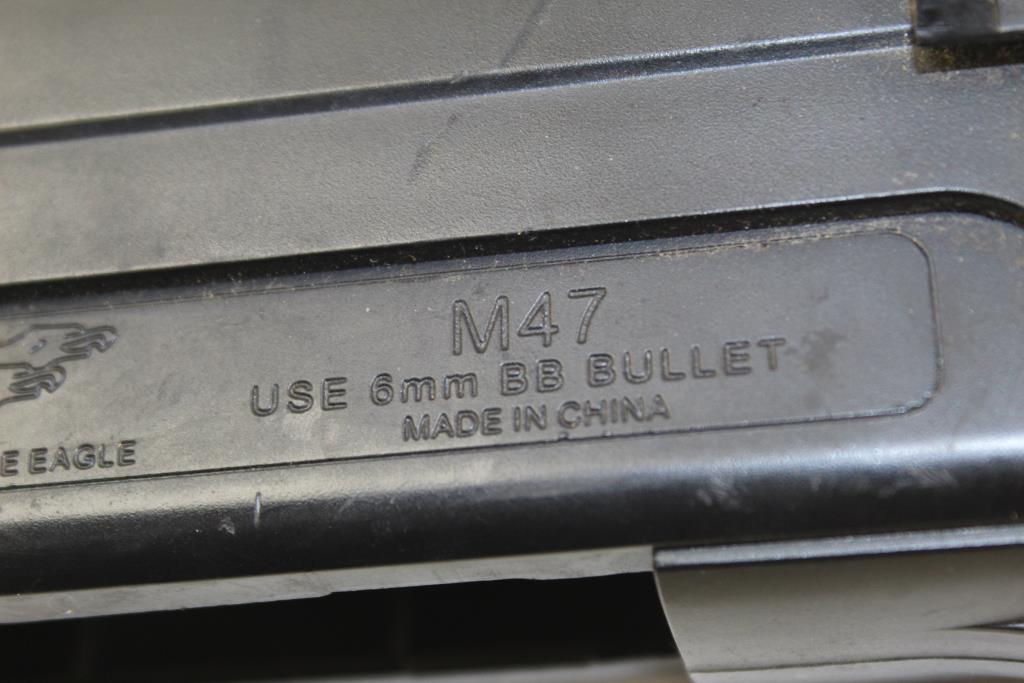 M47
USE 6mm BB BULLET
MADE IN CHINA
E EAGLE